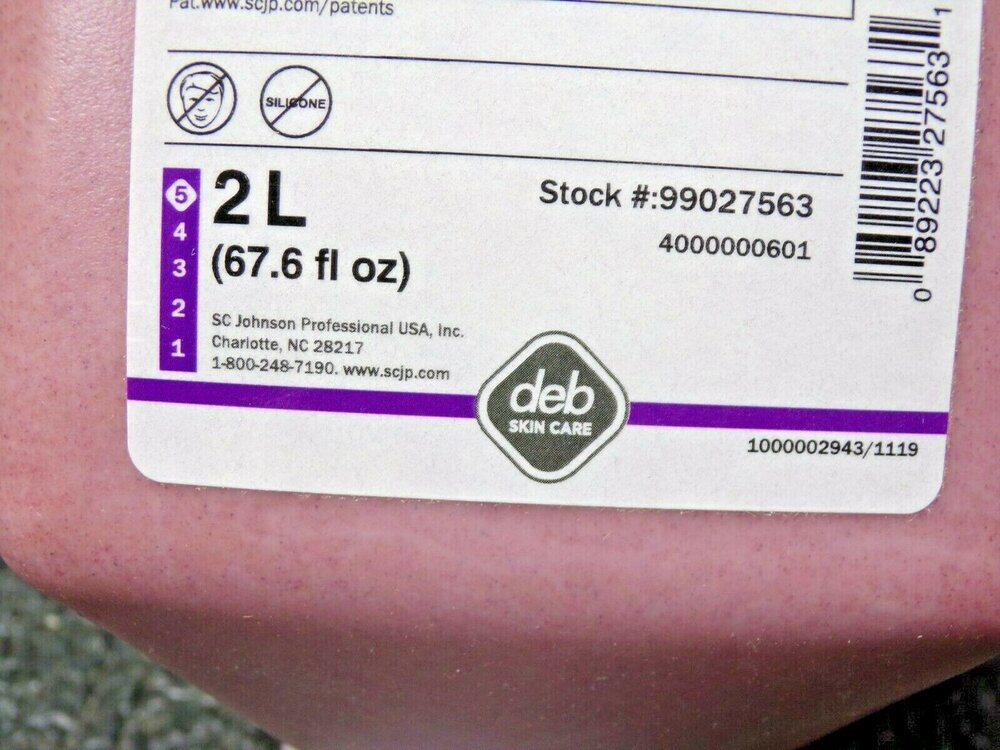 Pat.www.scjp.com/patents
SILICONE
5
4
3
2
1
2 L
(67.6 fl oz)
Stock #:99027563
4000000601
SC Johnson Professional USA, Inc.
Charlotte, NC 28217
1-800-248-7190. www.scjp.com
deb
SKIN CARE
1000002943/1119
0 89223 27563 1